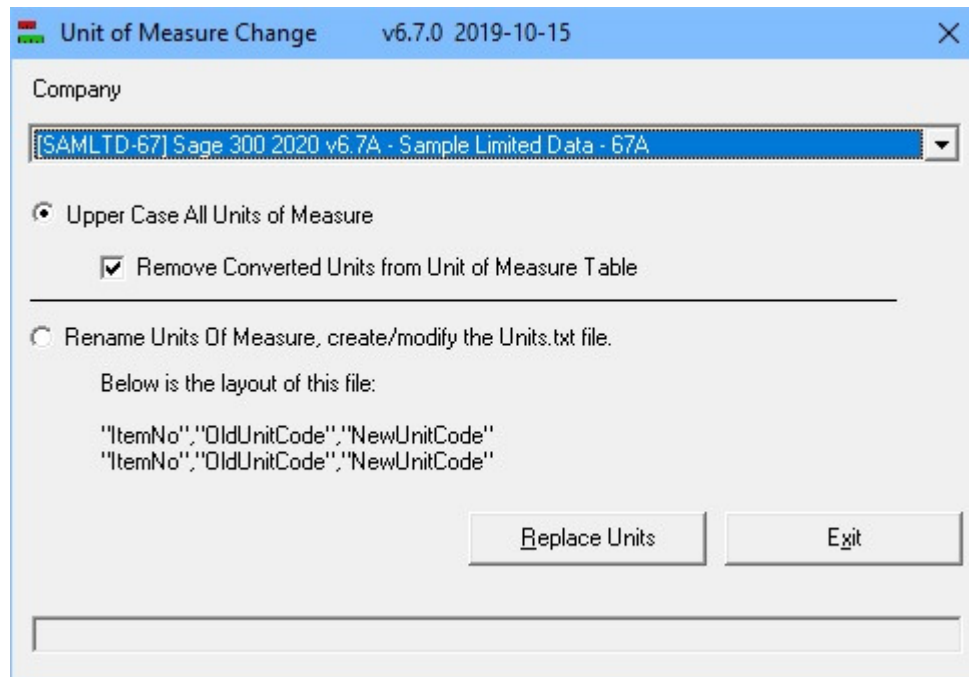 Unit of Measure Change v6.7.0 2019-10-15
Company
[SAMLTD-67] Sage 300 2020 v6.7A - Sample Limited Data - 67A
Upper Case All Units of Measure
Remove Converted Units from Unit of Measure Table
Rename Units Of Measure, create/modify the Units.txt file.
Below is the layout of this file:
"ItemNo","OldUnitCode","NewUnitCode"
"ItemNo","OldUnitCode","NewUnitCode"
Replace Units Exit